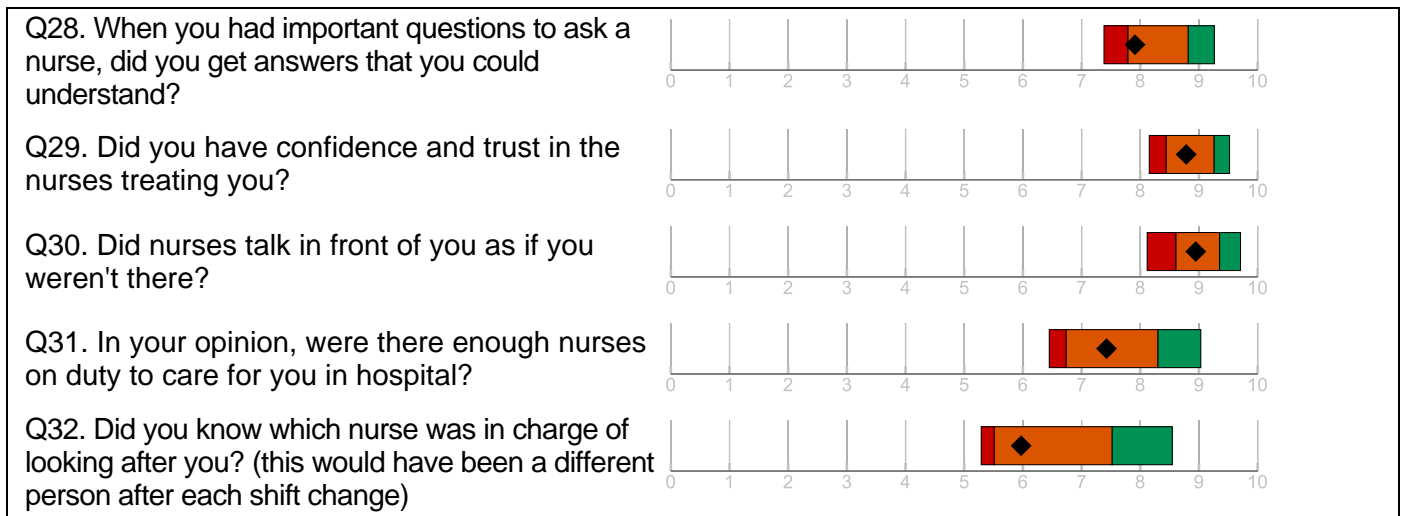 Q28. When you had important questions to ask a
nurse, did you get answers that you could
understand?
0 1 2 3 4 5 6 7 8 9 10
Q29. Did you have confidence and trust in the
nurses treating you?
0 1 2 3 4 5 6 7 8 9 10
Q30. Did nurses talk in front of you as if you
weren't there?
0 1 2 3 4 5 6 7 8 9 10
Q31. In your opinion, were there enough nurses
on duty to care for you in hospital?
0 1 2 3 4 5 6 7 8 9 10
Q32. Did you know which nurse was in charge of
looking after you? (this would have been a different
person after each shift change)
0 1 2 3 4 5 6 7 8 9 10